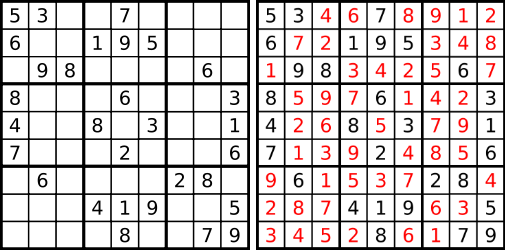 5 3 7
6 1 9 5
9 8 6
8 6 3
4 8 3 1
7 2 6
6 2 8
4 1 9 5
8 7 9
5 3 4 6 7 8 9 1 2
6 7 2 1 9 5 3 4 8
1 9 8 3 4 2 5 6 7
8 5 9 7 6 1 4 2 3
4 2 6 8 5 3 7 9 1
7 1 3 9 2 4 8 5 6
9 6 1 5 3 7 2 8 4
2 8 7 4 1 9 6 3 5
3 4 5 2 8 6 1 7 9